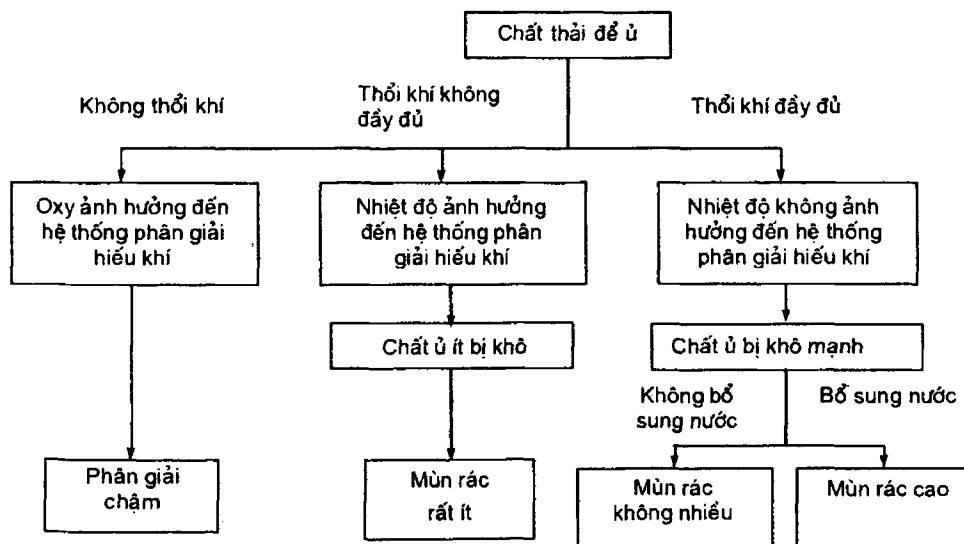 Chất thải để ủ
Không thổi khí
Thổi khí không
đầy đủ
Thổi khí đầy đủ
Oxy ảnh hưởng đến
hệ thống phân giải
hiếu khí
Nhiệt độ ảnh hưởng
đến hệ thống phân
giải hiếu khí
Nhiệt độ không ảnh
hưởng đến hệ thống
phân giải hiếu khí
Chất ủ ít bị khô
Chất ủ bị khô mạnh
Không bổ
sung nước
Bổ sung nước
Phân giải
chậm
Mùn rác
rất ít
Mùn rác
không nhiều
Mùn rác cao